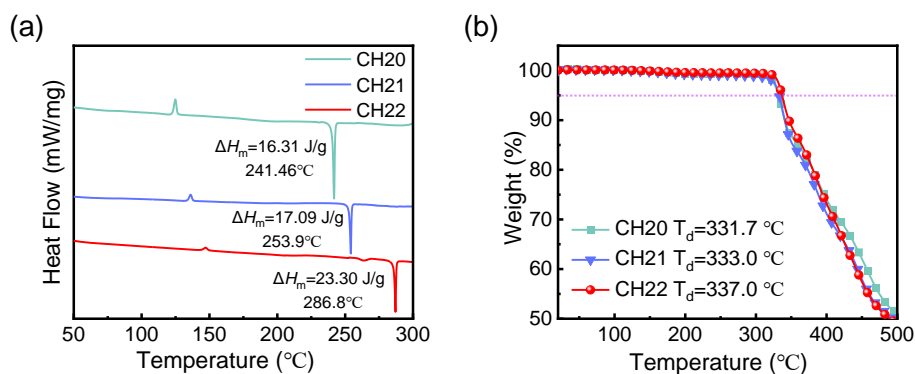 (a)
Heat Flow (mW/mg)
CH20
CH21
CH22
ΔHm=16.31 J/g
241.46℃
ΔHm=17.09 J/g
253.9℃
ΔHm=23.30 J/g
286.8℃
50 100 150 200 250 300
Temperature (℃)
(b)
Weight (%)
100
90
80
70
60
50
CH20 Td=331.7 ℃
CH21 Td=333.0 ℃
CH22 Td=337.0 ℃
100 200 300 400 500
Temperature (℃)